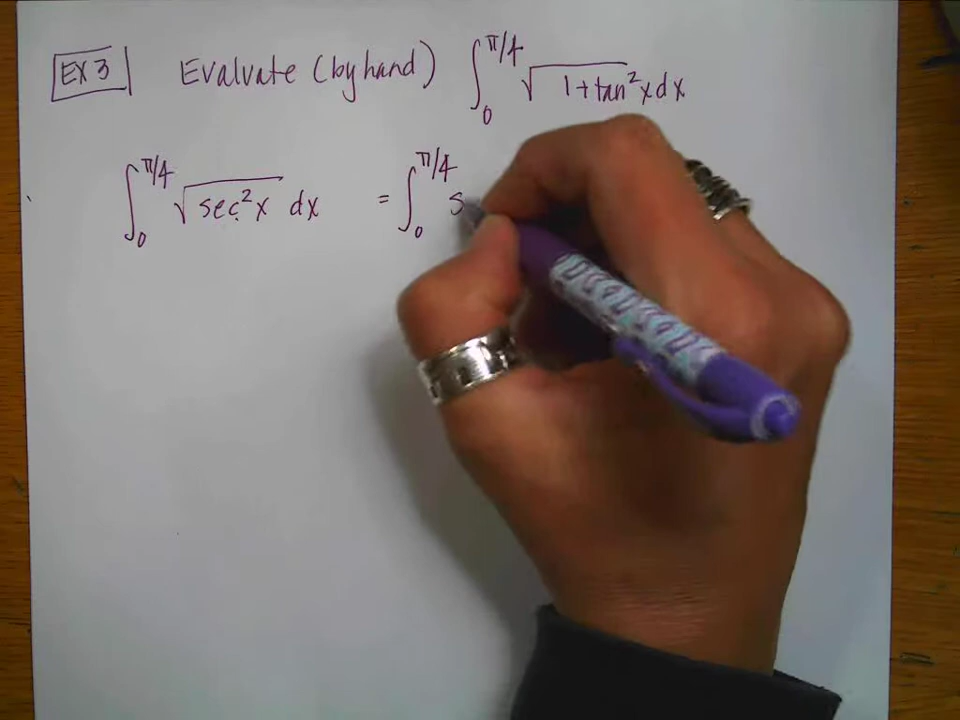 EX 3 Evaluate (by hand) ∫₀^π/4 √1+tan²x dx
∫₀^π/4 √sec²x dx = ∫₀^π/4 s